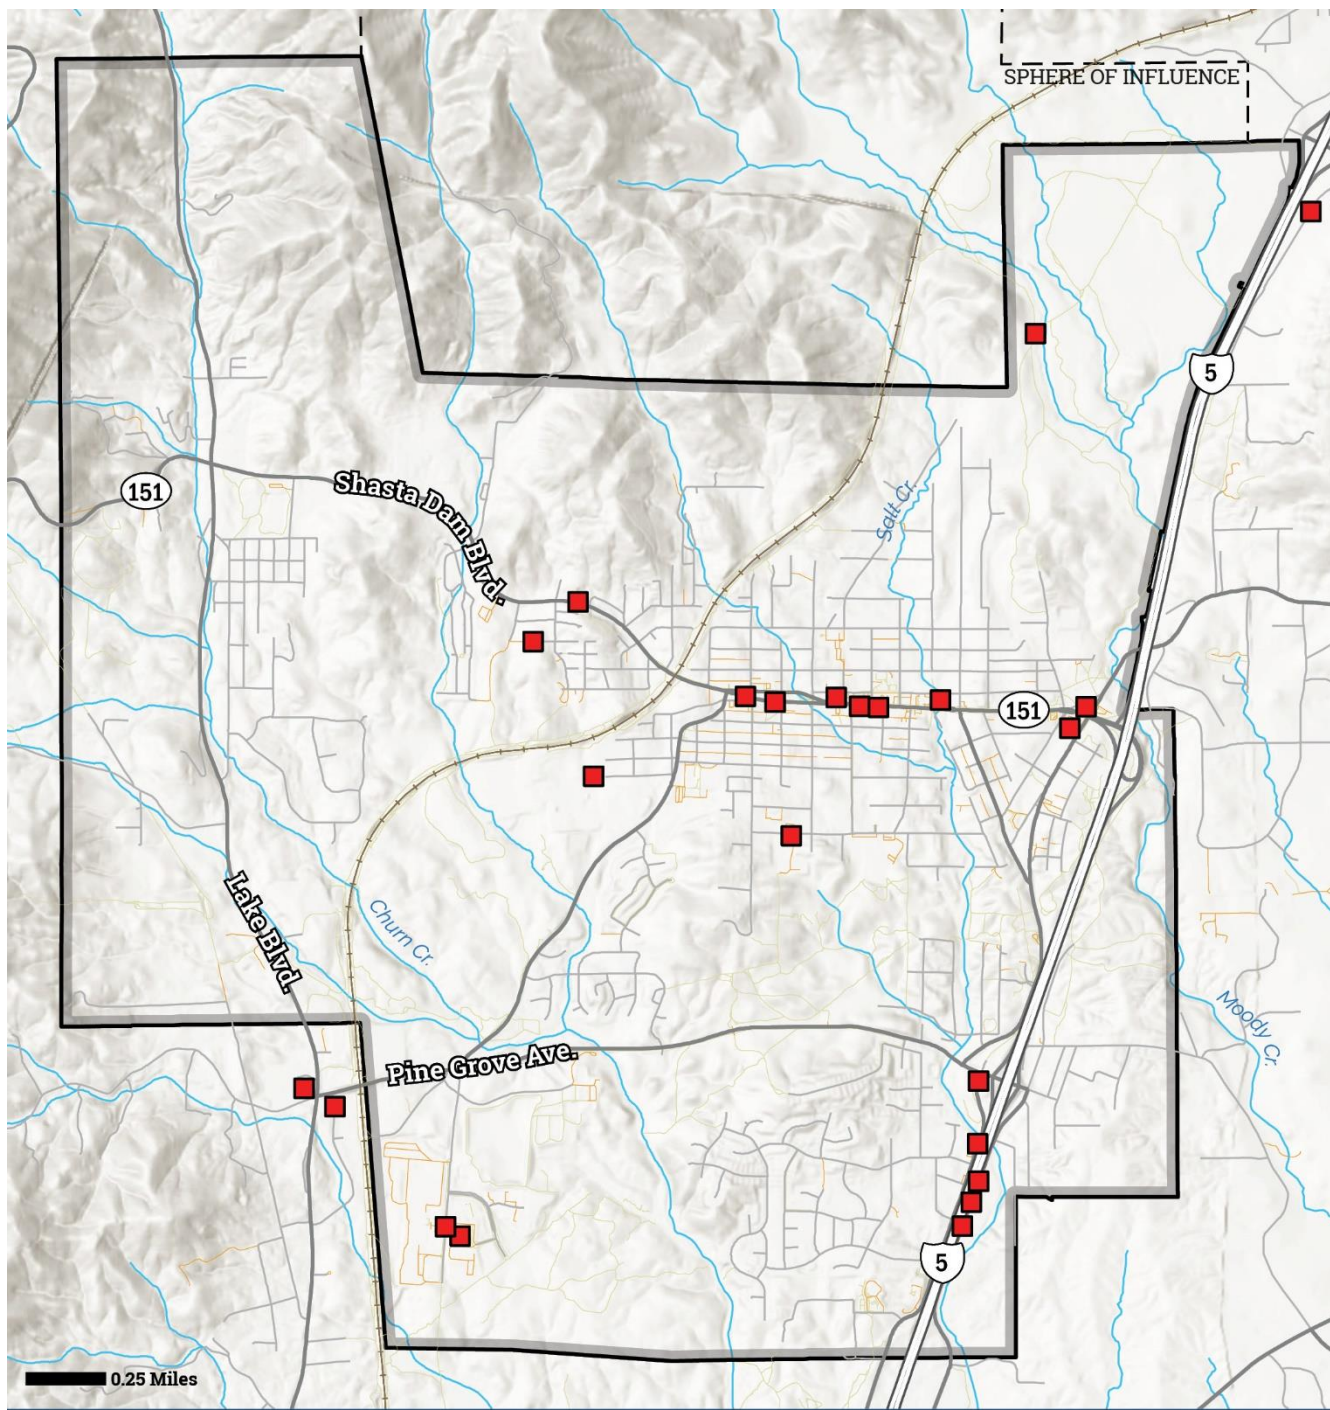 SPHERE OF INFLUENCE
5
Shasta Dam Blvd.
151
Salt Cr.
151
Lake Blvd.
Churn Cr.
Moody Cr.
Pine Grove Ave.
5
0.25 Miles